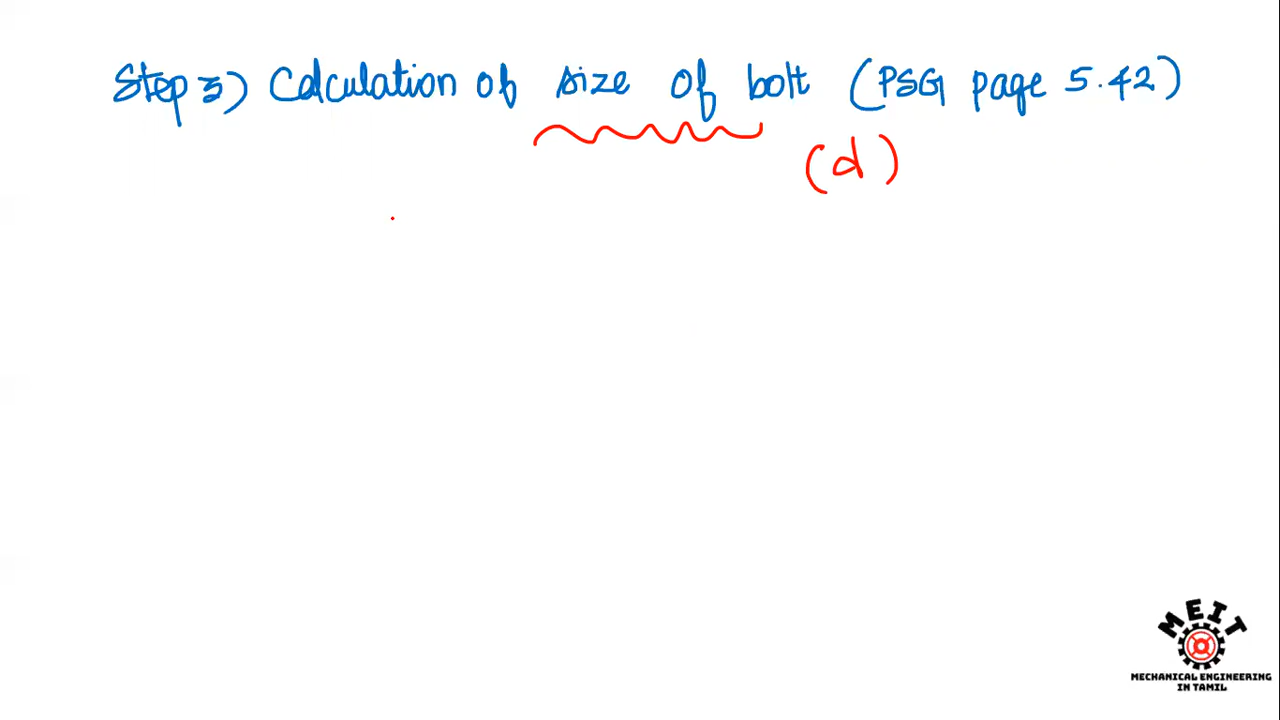 Step 3) Calculation of size of bolt (PSG page 5.42)
(d)
MEIT
MECHANICAL ENGINEERING
IN TAMIL